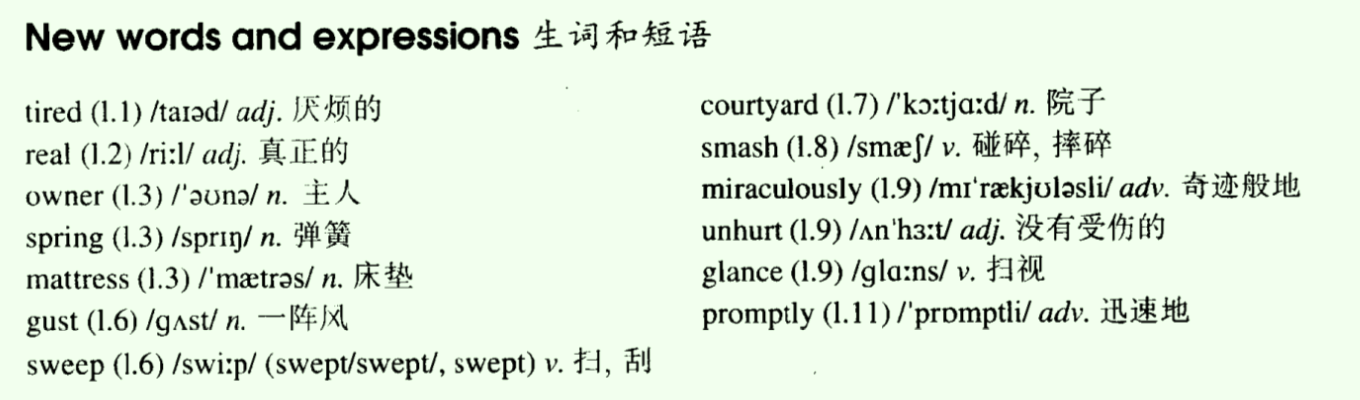 New words and expressions 生词和短语
tired (l.1) /taɪəd/ adj. 厌烦的
real (l.2) /riːl/ adj. 真正的
owner (l.3) /ˈəʊnə/ n. 主人
spring (l.3) /sprɪŋ/ n. 弹簧
mattress (l.3) /ˈmætrəs/ n. 床垫
gust (l.6) /gʌst/ n. 一阵风
sweep (l.6) /swiːp/ (swept/swept/, swept) v. 扫, 刮
courtyard (l.7) /ˈkɔːtjɑːd/ n. 院子
smash (l.8) /smæʃ/ v. 碰碎, 摔碎
miraculously (l.9) /mɪˈrækjʊləsli/ adv. 奇迹般地
unhurt (l.9) /ʌnˈhɜːt/ adj. 没有受伤的
glance (l.9) /glɑːns/ v. 扫视
promptly (l.11) /ˈprɒmptli/ adv. 迅速地